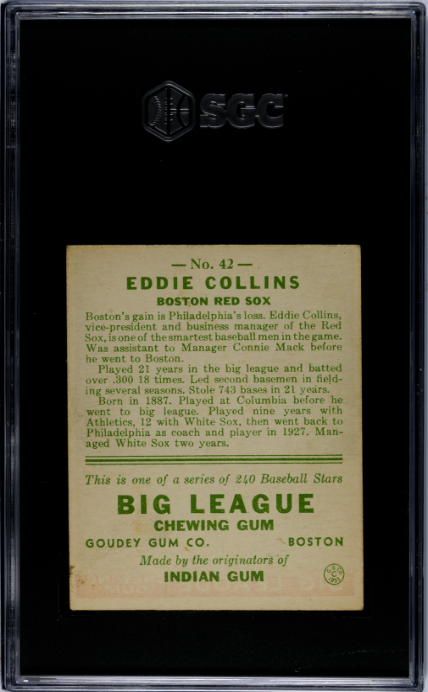 SGC
— No. 42 —
EDDIE COLLINS
BOSTON RED SOX
Boston's gain is Philadelphia's loss. Eddie Collins,
vice-president and business manager of the Red
Sox, is one of the smartest baseball men in the game.
Was assistant to Manager Connie Mack before
he went to Boston.
Played 21 years in the big league and batted
over .300 18 times. Led second basemen in field-
ing several seasons. Stole 743 bases in 21 years.
Born in 1887. Played at Columbia before he
went to big league. Played nine years with
Athletics, 12 with White Sox, then went back to
Philadelphia as coach and player in 1927. Man-
aged White Sox two years.
This is one of a series of 240 Baseball Stars
BIG LEAGUE
CHEWING GUM
GOUDEY GUM CO. BOSTON
Made by the originators of
INDIAN GUM